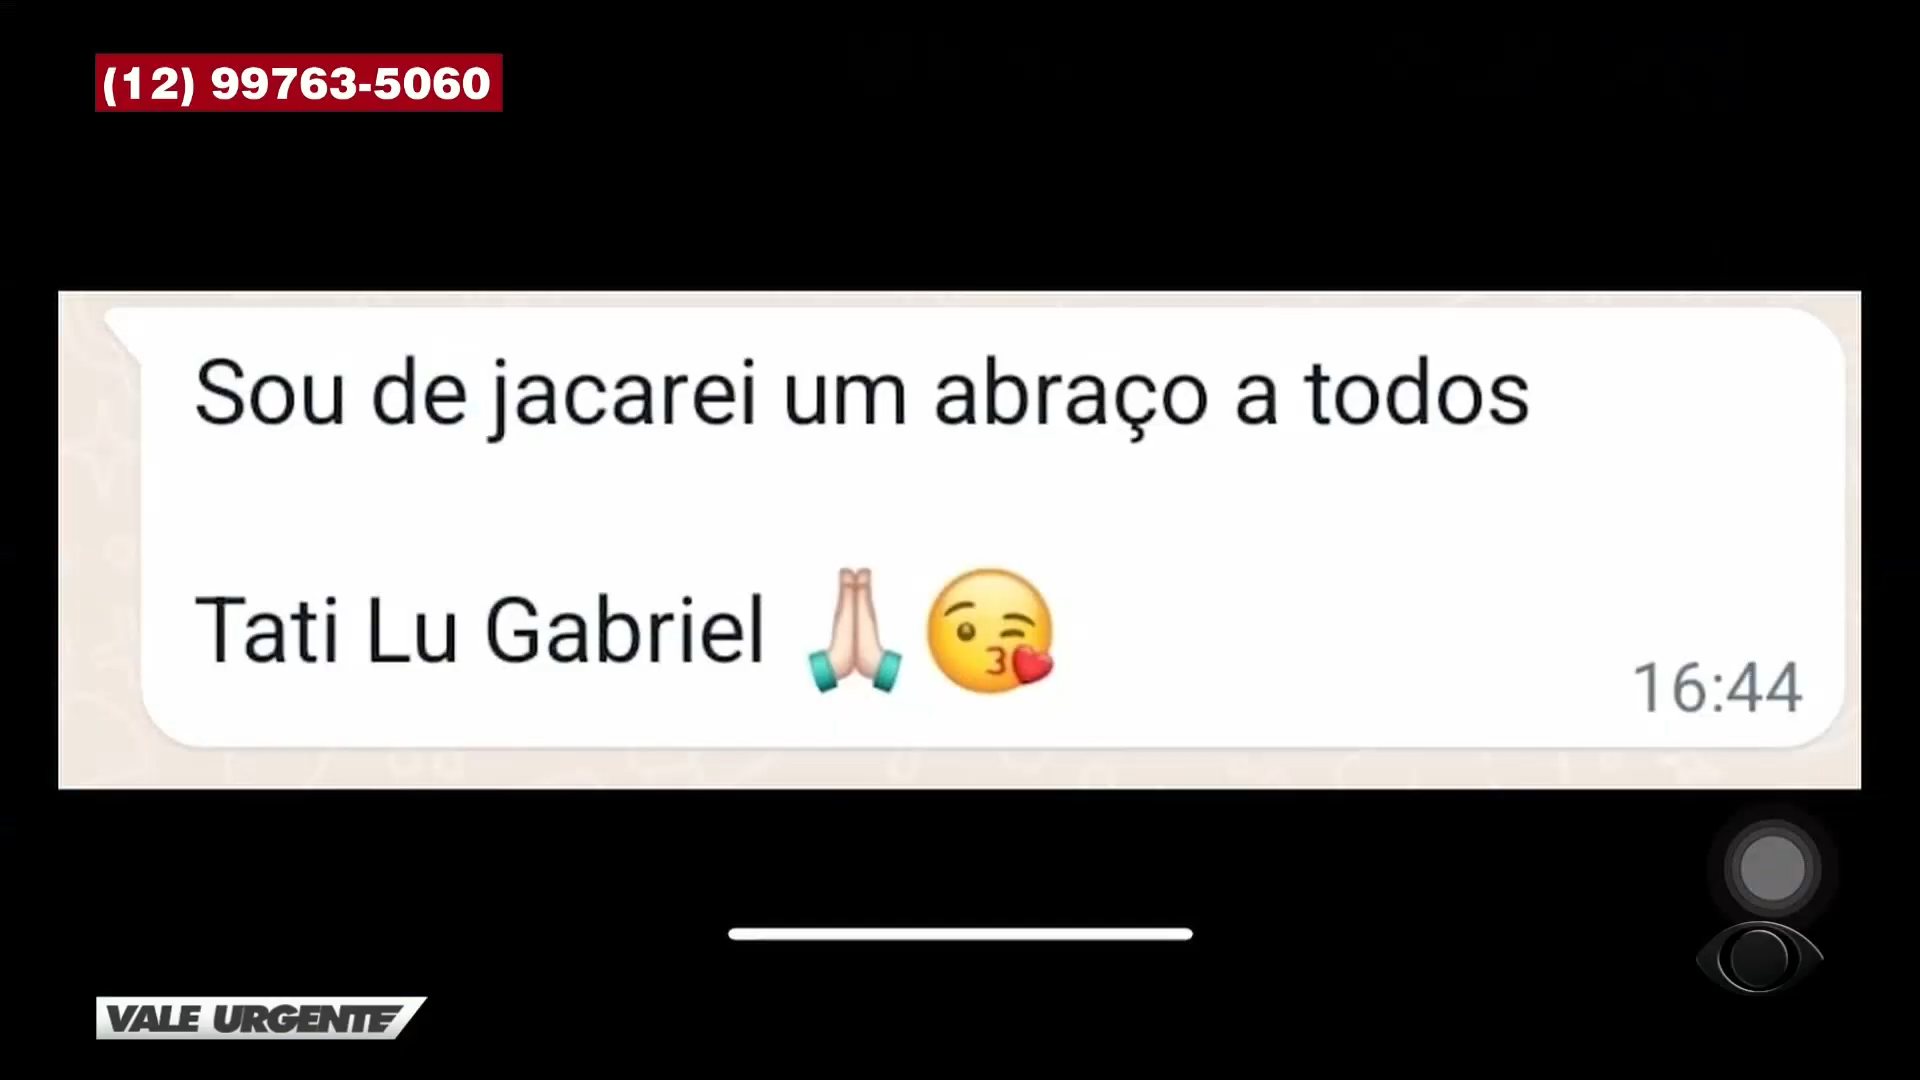 (12) 99763-5060
Sou de jacarei um abraço a todos
Tati Lu Gabriel 🙏🏻😘
16:44
VALE URGENTE